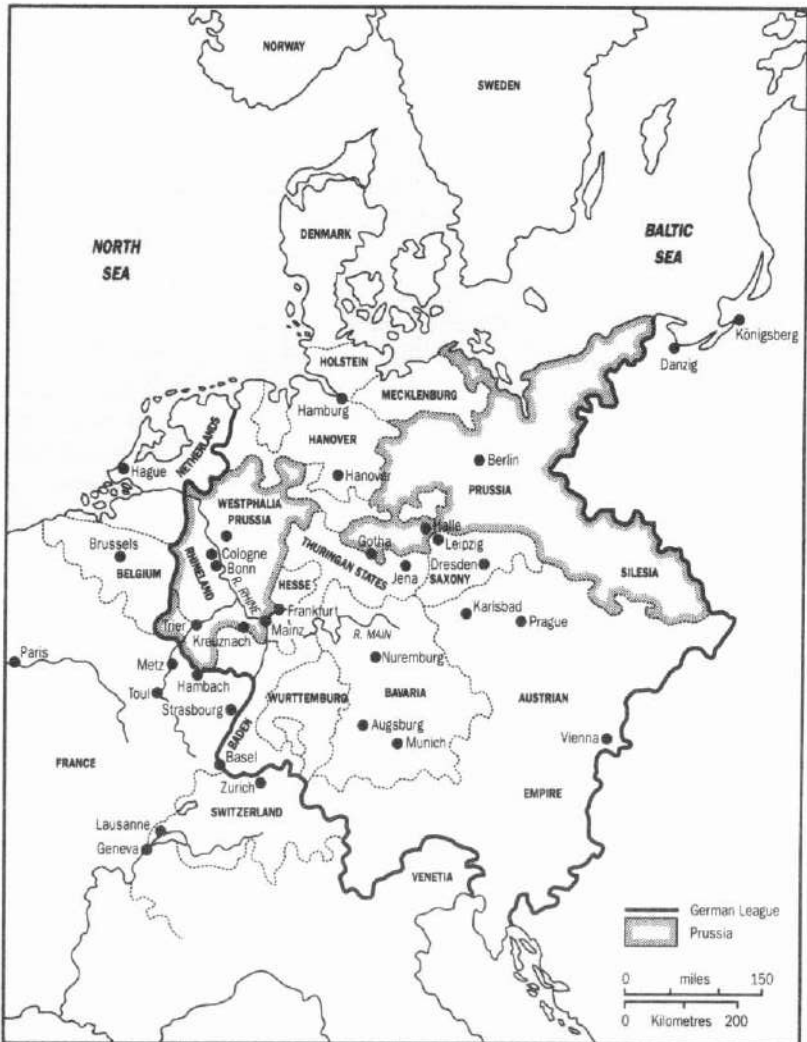 NORWAY
SWEDEN
NORTH
SEA
DENMARK
BALTIC
SEA
Königsberg
Danzig
HOLSTEIN
MECKLENBURG
Hamburg
NETHERLANDS
HANOVER
Hague
Hanover
Berlin
PRUSSIA
WESTPHALIA
PRUSSIA
Halle
Leipzig
Brussels
Cologne
Bonn
Gotha
THURINGAN STATES
Jena
Dresden
SAXONY
SILESIA
BELGIUM
RHINELAND
R. RHINE
HESSE
Frankfurt
Karlsbad
Prague
Trier
Kreuznach
Mainz
R. MAIN
Paris
Metz
Nuremburg
Toul
Hambach
WURTTEMBURG
BAVARIA
AUSTRIAN
Strasbourg
BADEN
Augsburg
Munich
Vienna
FRANCE
Basel
Zurich
EMPIRE
SWITZERLAND
Lausanne
Geneva
VENETIA
German League
Prussia
0 miles 150
0 Kilometres 200